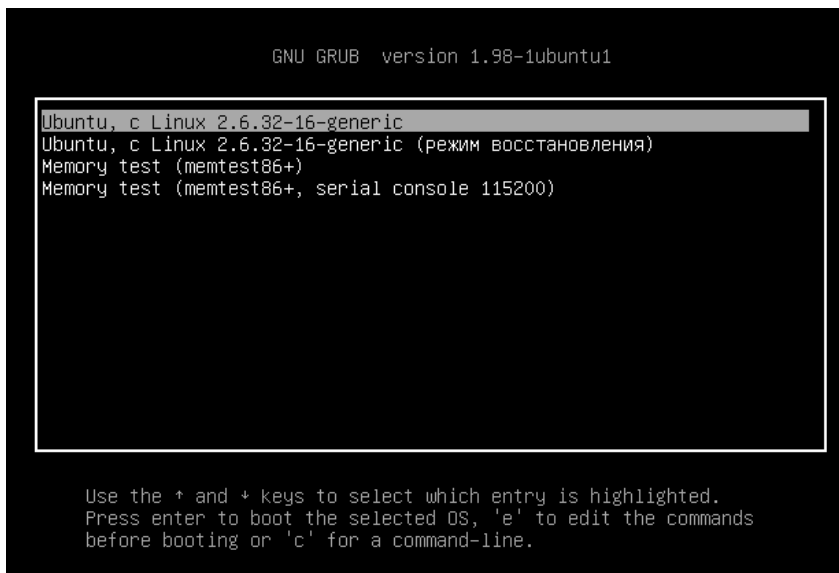 GNU GRUB  version 1.98-1ubuntu1
Ubuntu, с Linux 2.6.32-16-generic
Ubuntu, с Linux 2.6.32-16-generic (режим восстановления)
Memory test (memtest86+)
Memory test (memtest86+, serial console 115200)
Use the ↑ and ↓ keys to select which entry is highlighted.
Press enter to boot the selected OS, 'e' to edit the commands
before booting or 'c' for a command-line.